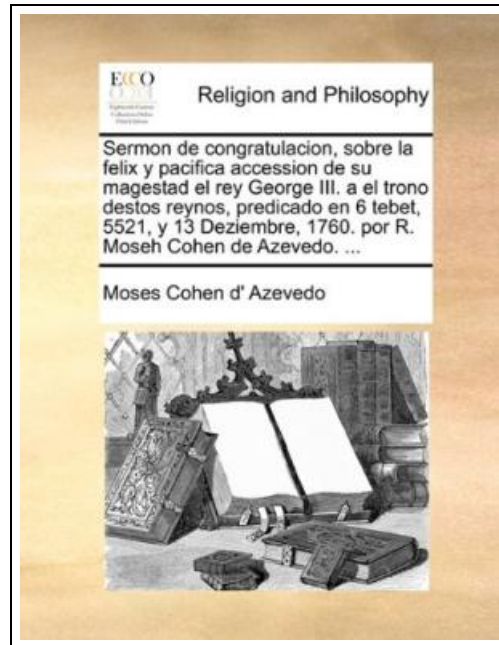 ECCO
Religion and Philosophy
Sermon de congratulacion, sobre la
felix y pacifica accession de su
magestad el rey George III. a el trono
destos reynos, predicado en 6 tebet,
5521, y 13 Deziembre, 1760. por R.
Moseh Cohen de Azevedo. ...
Moses Cohen d' Azevedo